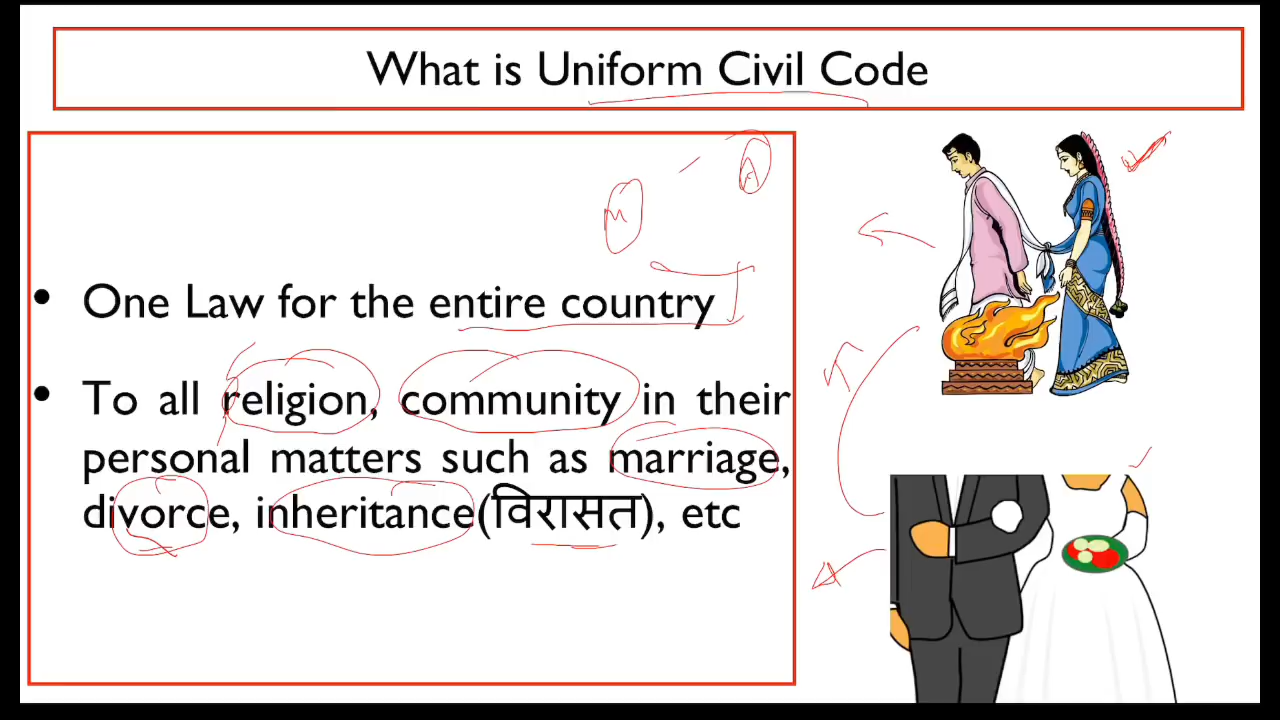 What is Uniform Civil Code
M
A
• One Law for the entire country
• To all religion, community in their
personal matters such as marriage,
divorce, inheritance(विरासत), etc